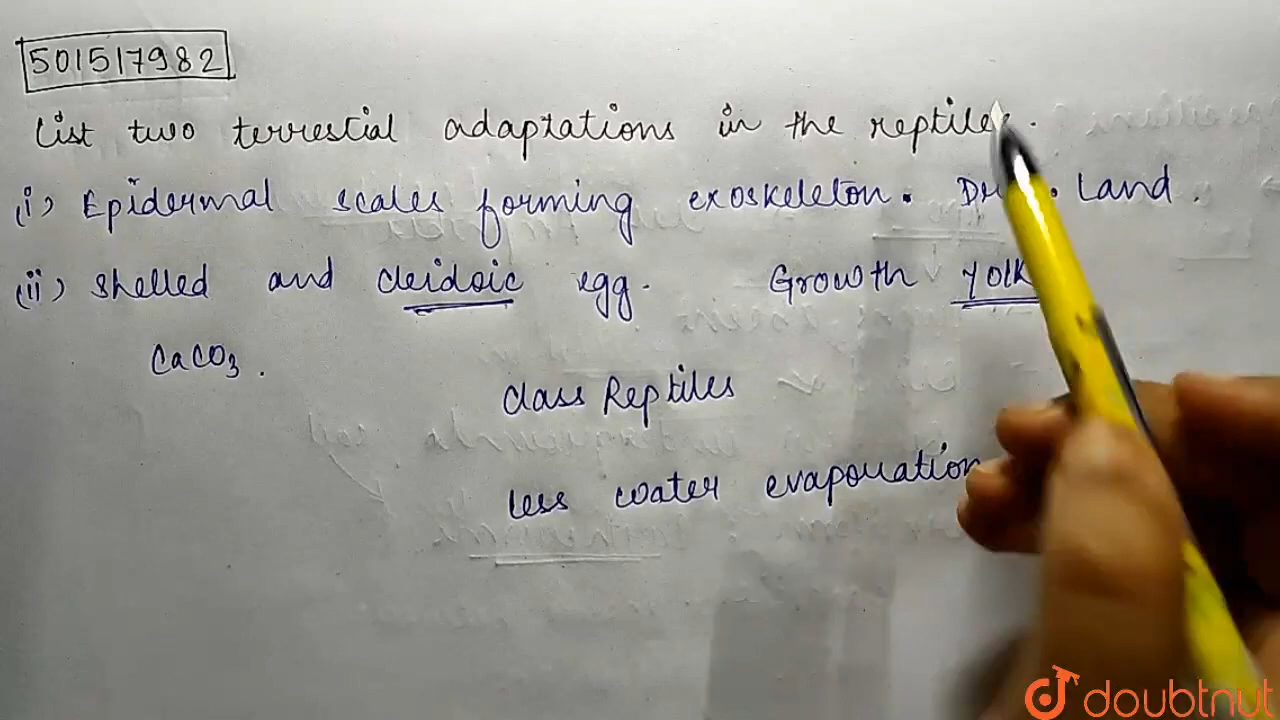 501517982
List two terrestial adaptations in the reptiles.
(i) Epidermal scales forming exoskeleton. Land.
(ii) Shelled and cleidoic egg. Growth yolk
CaCO3.
class Reptiles
less water evaporation
doubtnut